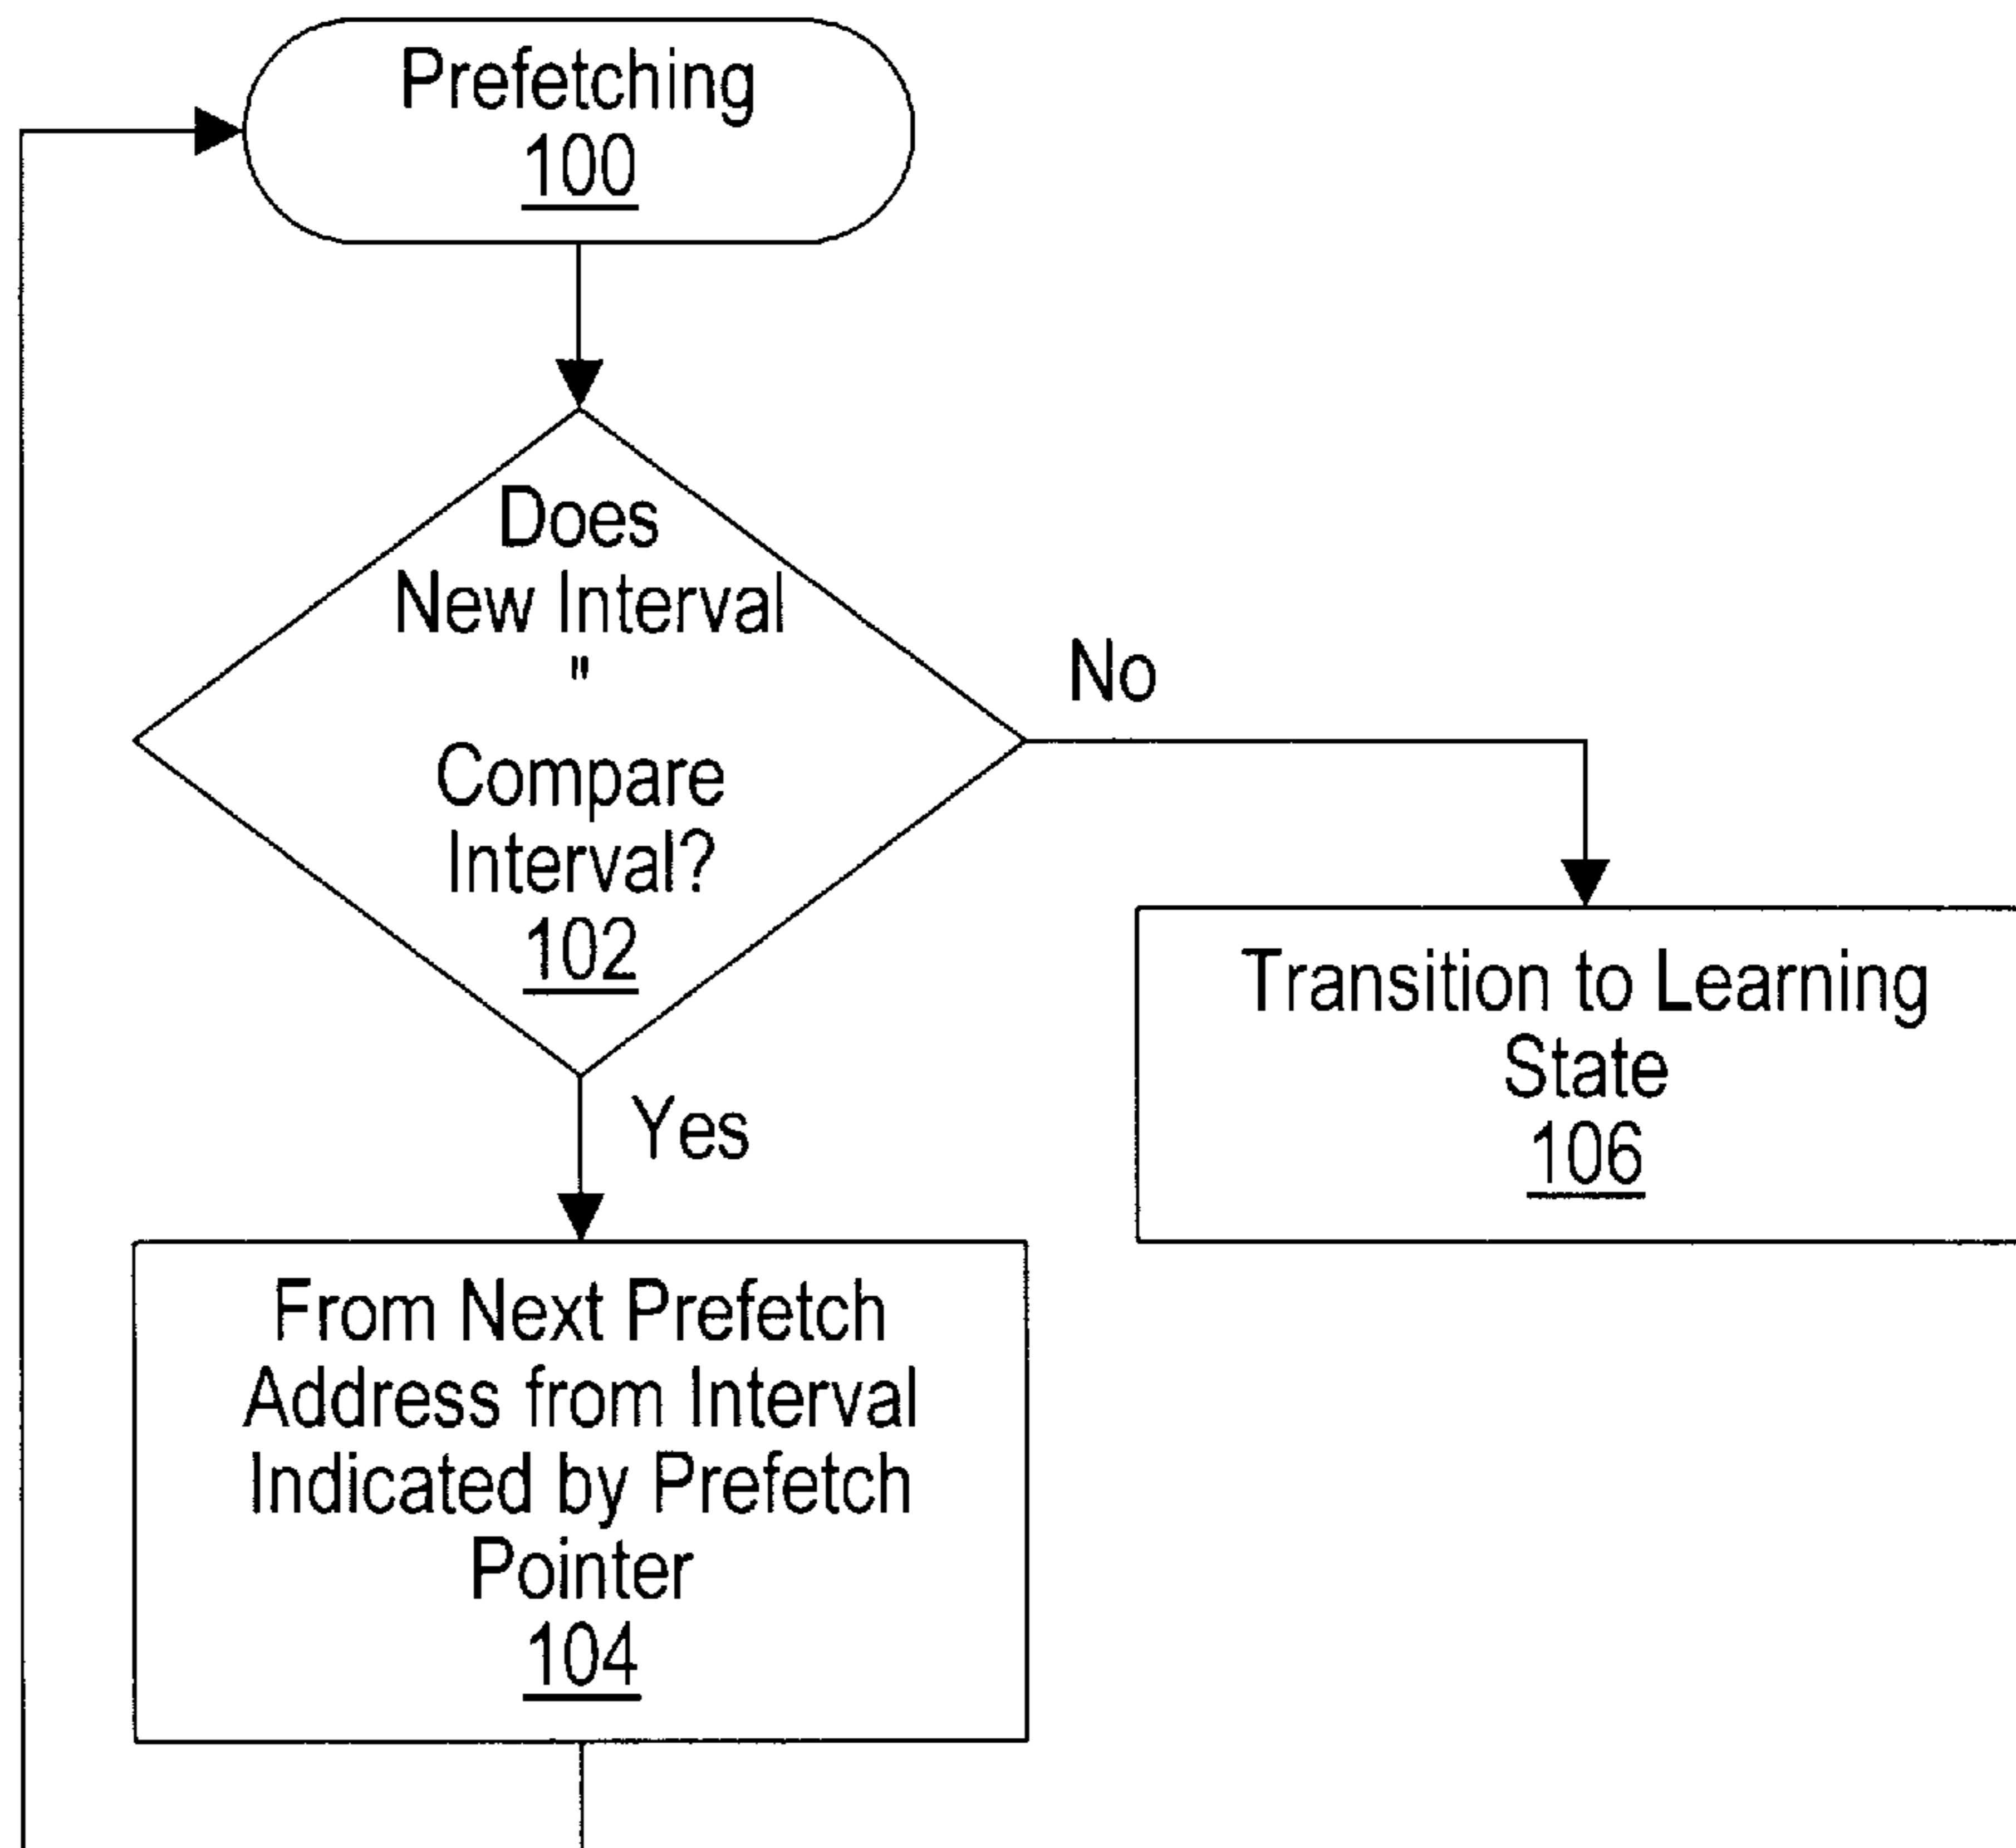 Prefetching
100
Does
New Interval
"
Compare
Interval?
102
No
Yes
Transition to Learning
State
106
From Next Prefetch
Address from Interval
Indicated by Prefetch
Pointer
104